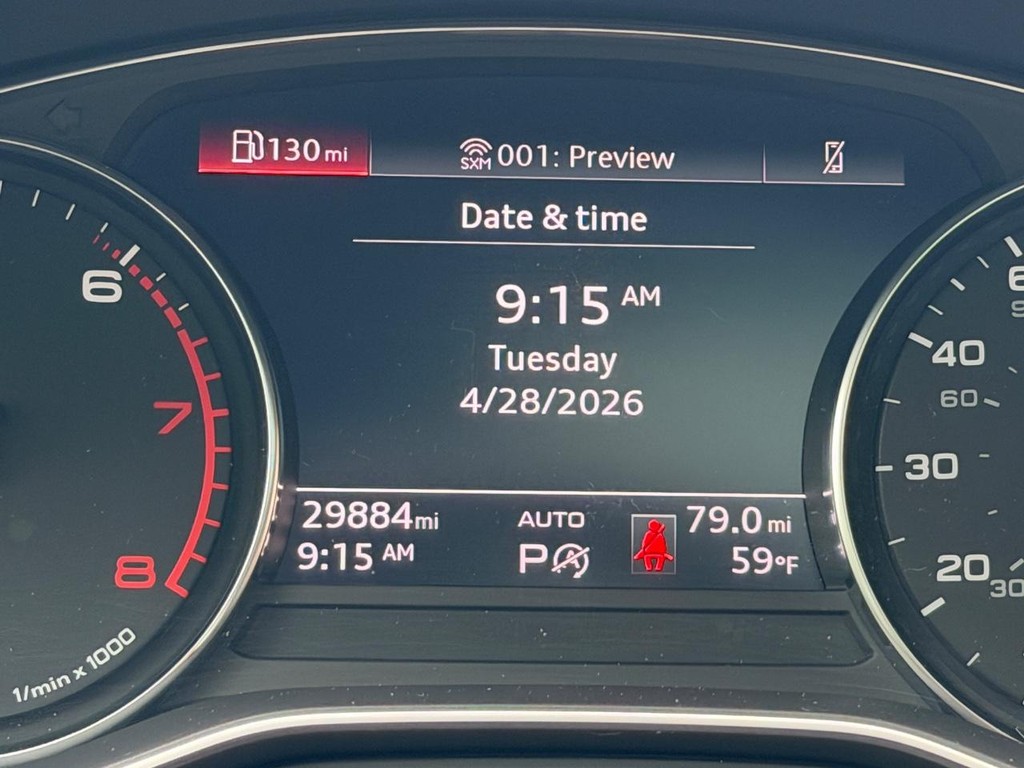 130 mi
SXM 001: Preview
Date & time
9:15 AM
Tuesday
4/28/2026
29884 mi
9:15 AM
AUTO
P
A
79.0 mi
59°F
6
7
8
1/min x 1000
40
60
30
20
30